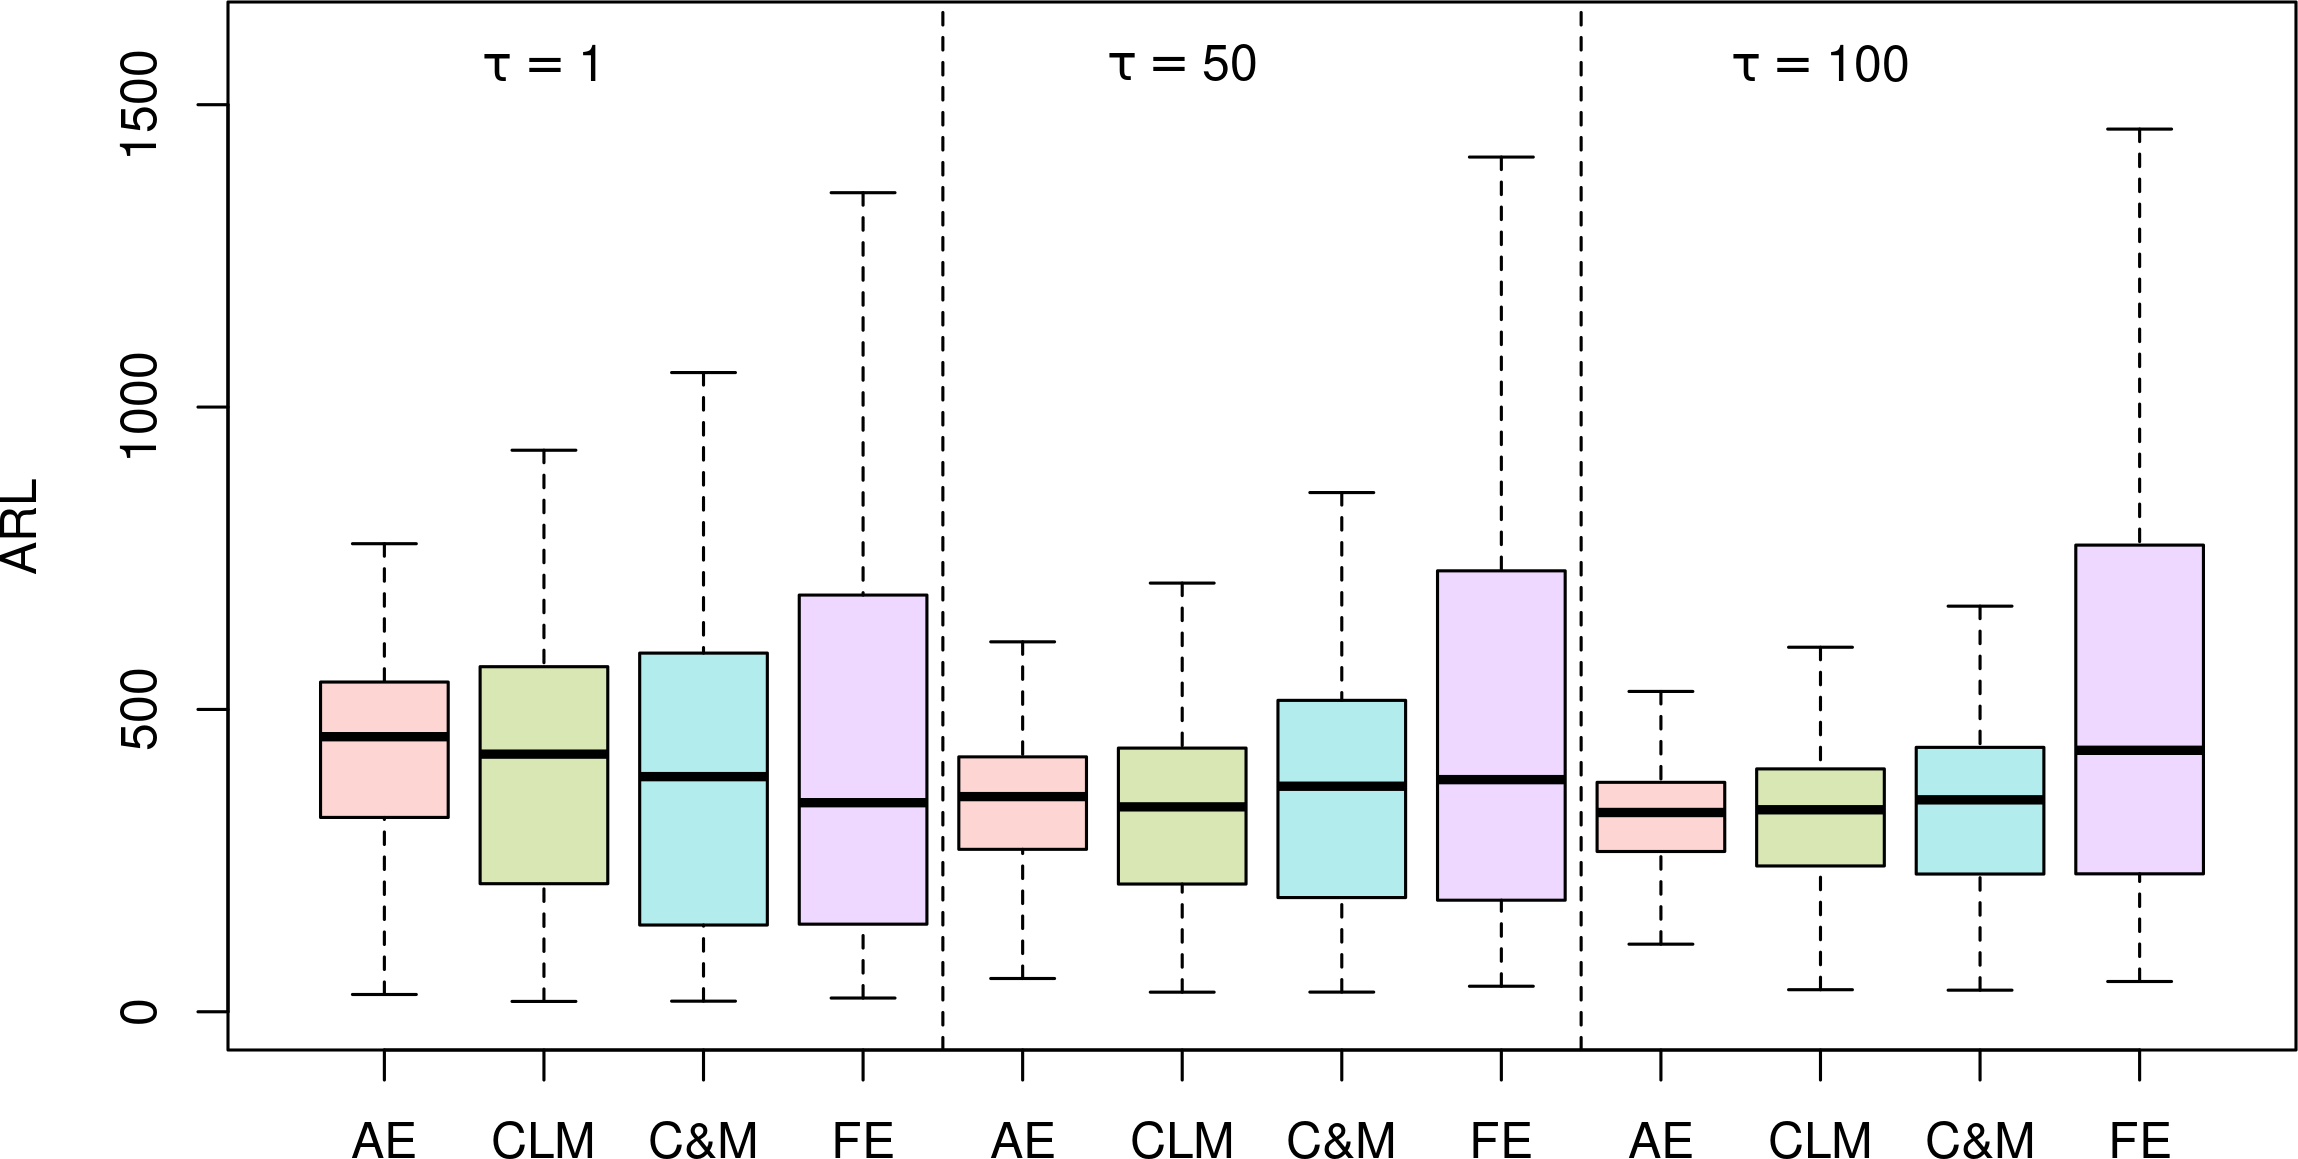 τ = 1
τ = 50
τ = 100
1500
1000
500
0
ARL
AE CLM C&M FE AE CLM C&M FE AE CLM C&M FE